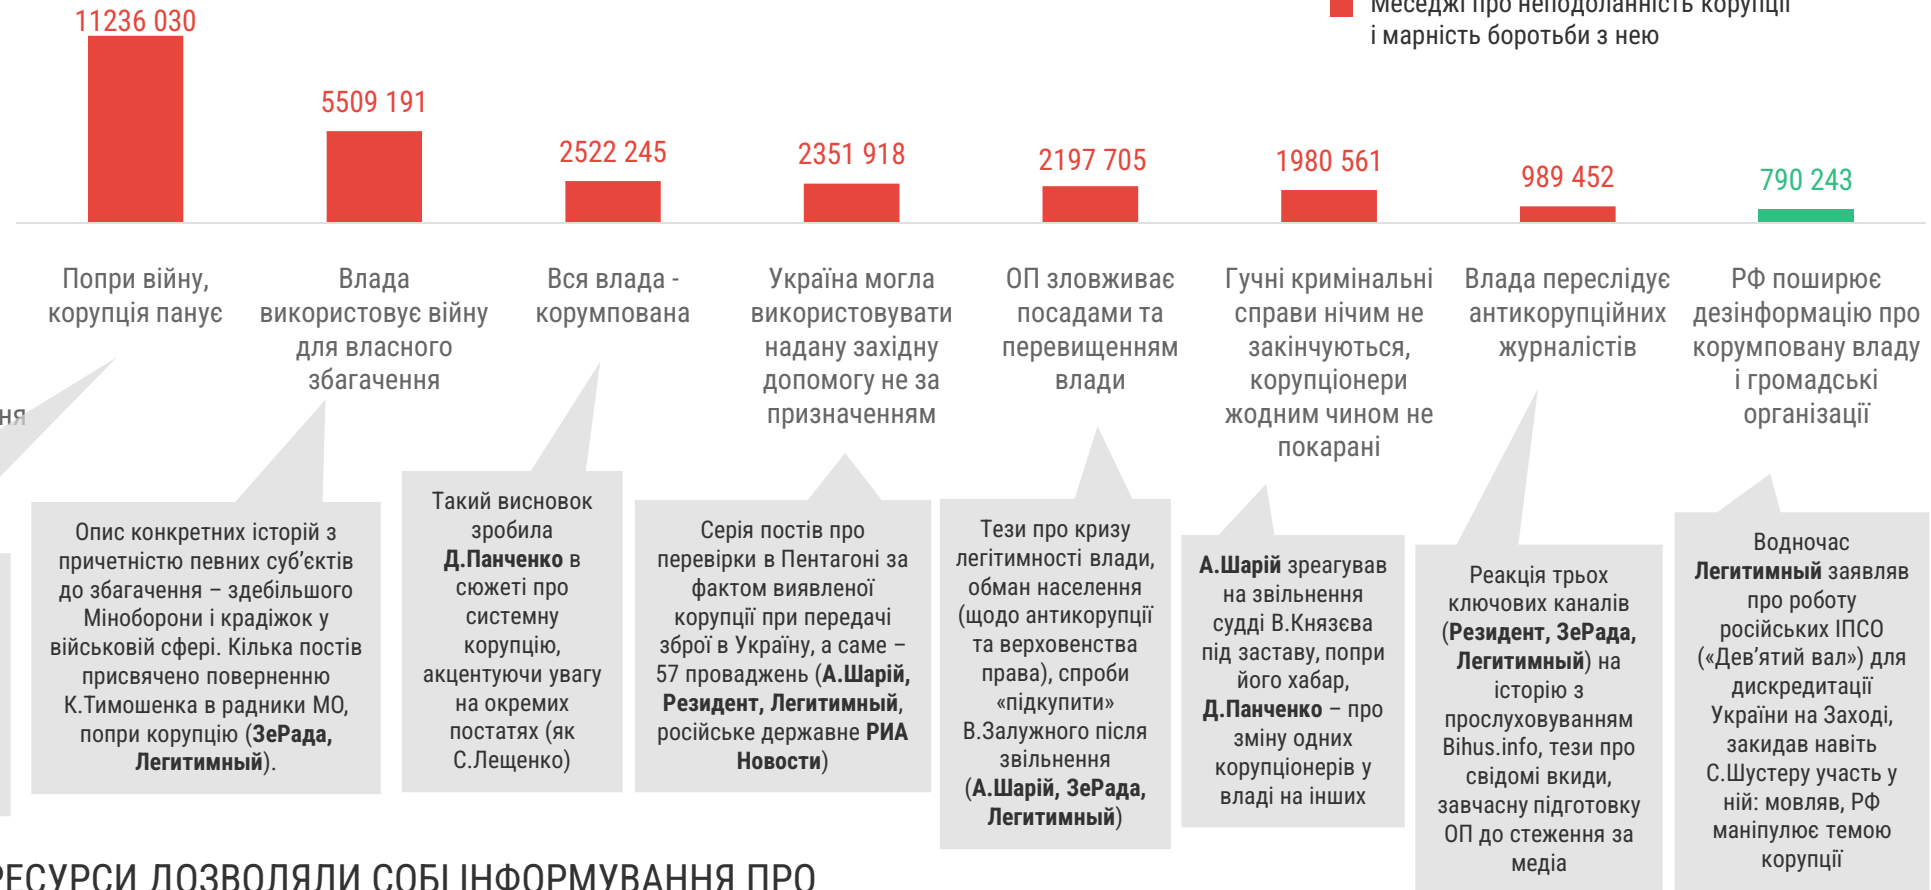 Меседжі про неподоланність корупції
і марність боротьби з нею
11236 030
5509 191
2522 245
2351 918
2197 705
1980 561
989 452
790 243
Попри війну,
корупція панує
Влада
використовує війну
для власного
збагачення
Вся влада -
корумпована
Україна могла
використовувати
надану західну
допомогу не за
призначенням
ОП зловживає
посадами та
перевищенням
влади
Гучні кримінальні
справи нічим не
закінчуються,
корупціонери
жодним чином не
покарані
Влада переслідує
антикорупційних
журналістів
РФ поширює
дезінформацію про
корумповану владу
і громадські
організації
ня
Опис конкретних історій з
причетністю певних суб’єктів
до збагачення – здебільшого
Міноборони і крадіжок у
військовій сфері. Кілька постів
присвячено поверненню
К.Тимошенка в радники МО,
попри корупцію (ЗеРада,
Легитимный).
Такий висновок
зробила
Д.Панченко в
сюжеті про
системну
корупцію,
акцентуючи увагу
на окремих
постатях (як
С.Лещенко)
Серія постів про
перевірки в Пентагоні за
фактом виявленої
корупції при передачі
зброї в Україну, а саме –
57 проваджень (А.Шарій,
Резидент, Легитимный,
російське державне РИА
Новости)
Тези про кризу
легітимності влади,
обман населення
(щодо антикорупції
та верховенства
права), спроби
«підкупити»
В.Залужного після
звільнення
(А.Шарій, ЗеРада,
Легитимный)
А.Шарій зреагував
на звільнення
судді В.Князєва
під заставу, попри
його хабар,
Д.Панченко – про
зміну одних
корупціонерів у
владі на інших
Реакція трьох
ключових каналів
(Резидент, ЗеРада,
Легитимный) на
історію з
прослуховуванням
Bihus.info, тези про
свідомі вкиди,
завчасну підготовку
ОП до стеження за
медіа
Водночас
Легитимный заявляв
про роботу
російських ІПСО
(«Дев’ятий вал») для
дискредитації
України на Заході,
закидав навіть
С.Шустеру участь у
ній: мовляв, РФ
маніпулює темою
корупції
РЕСУРСИ ДОЗВОЛЯЛИ СОБІ ІНФОРМУВАННЯ ПРО